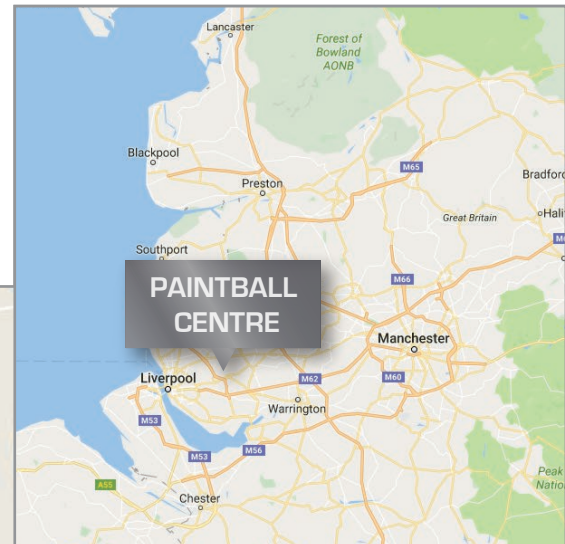 Lancaster
Forest of
Bowland
AONB
Blackpool
Preston
M65
Bradford
Great Britain
Southport
M66
PAINTBALL
CENTRE
Manchester
Liverpool
M62
M60
Warrington
M53
M53
M56
A55
Chester
Peak